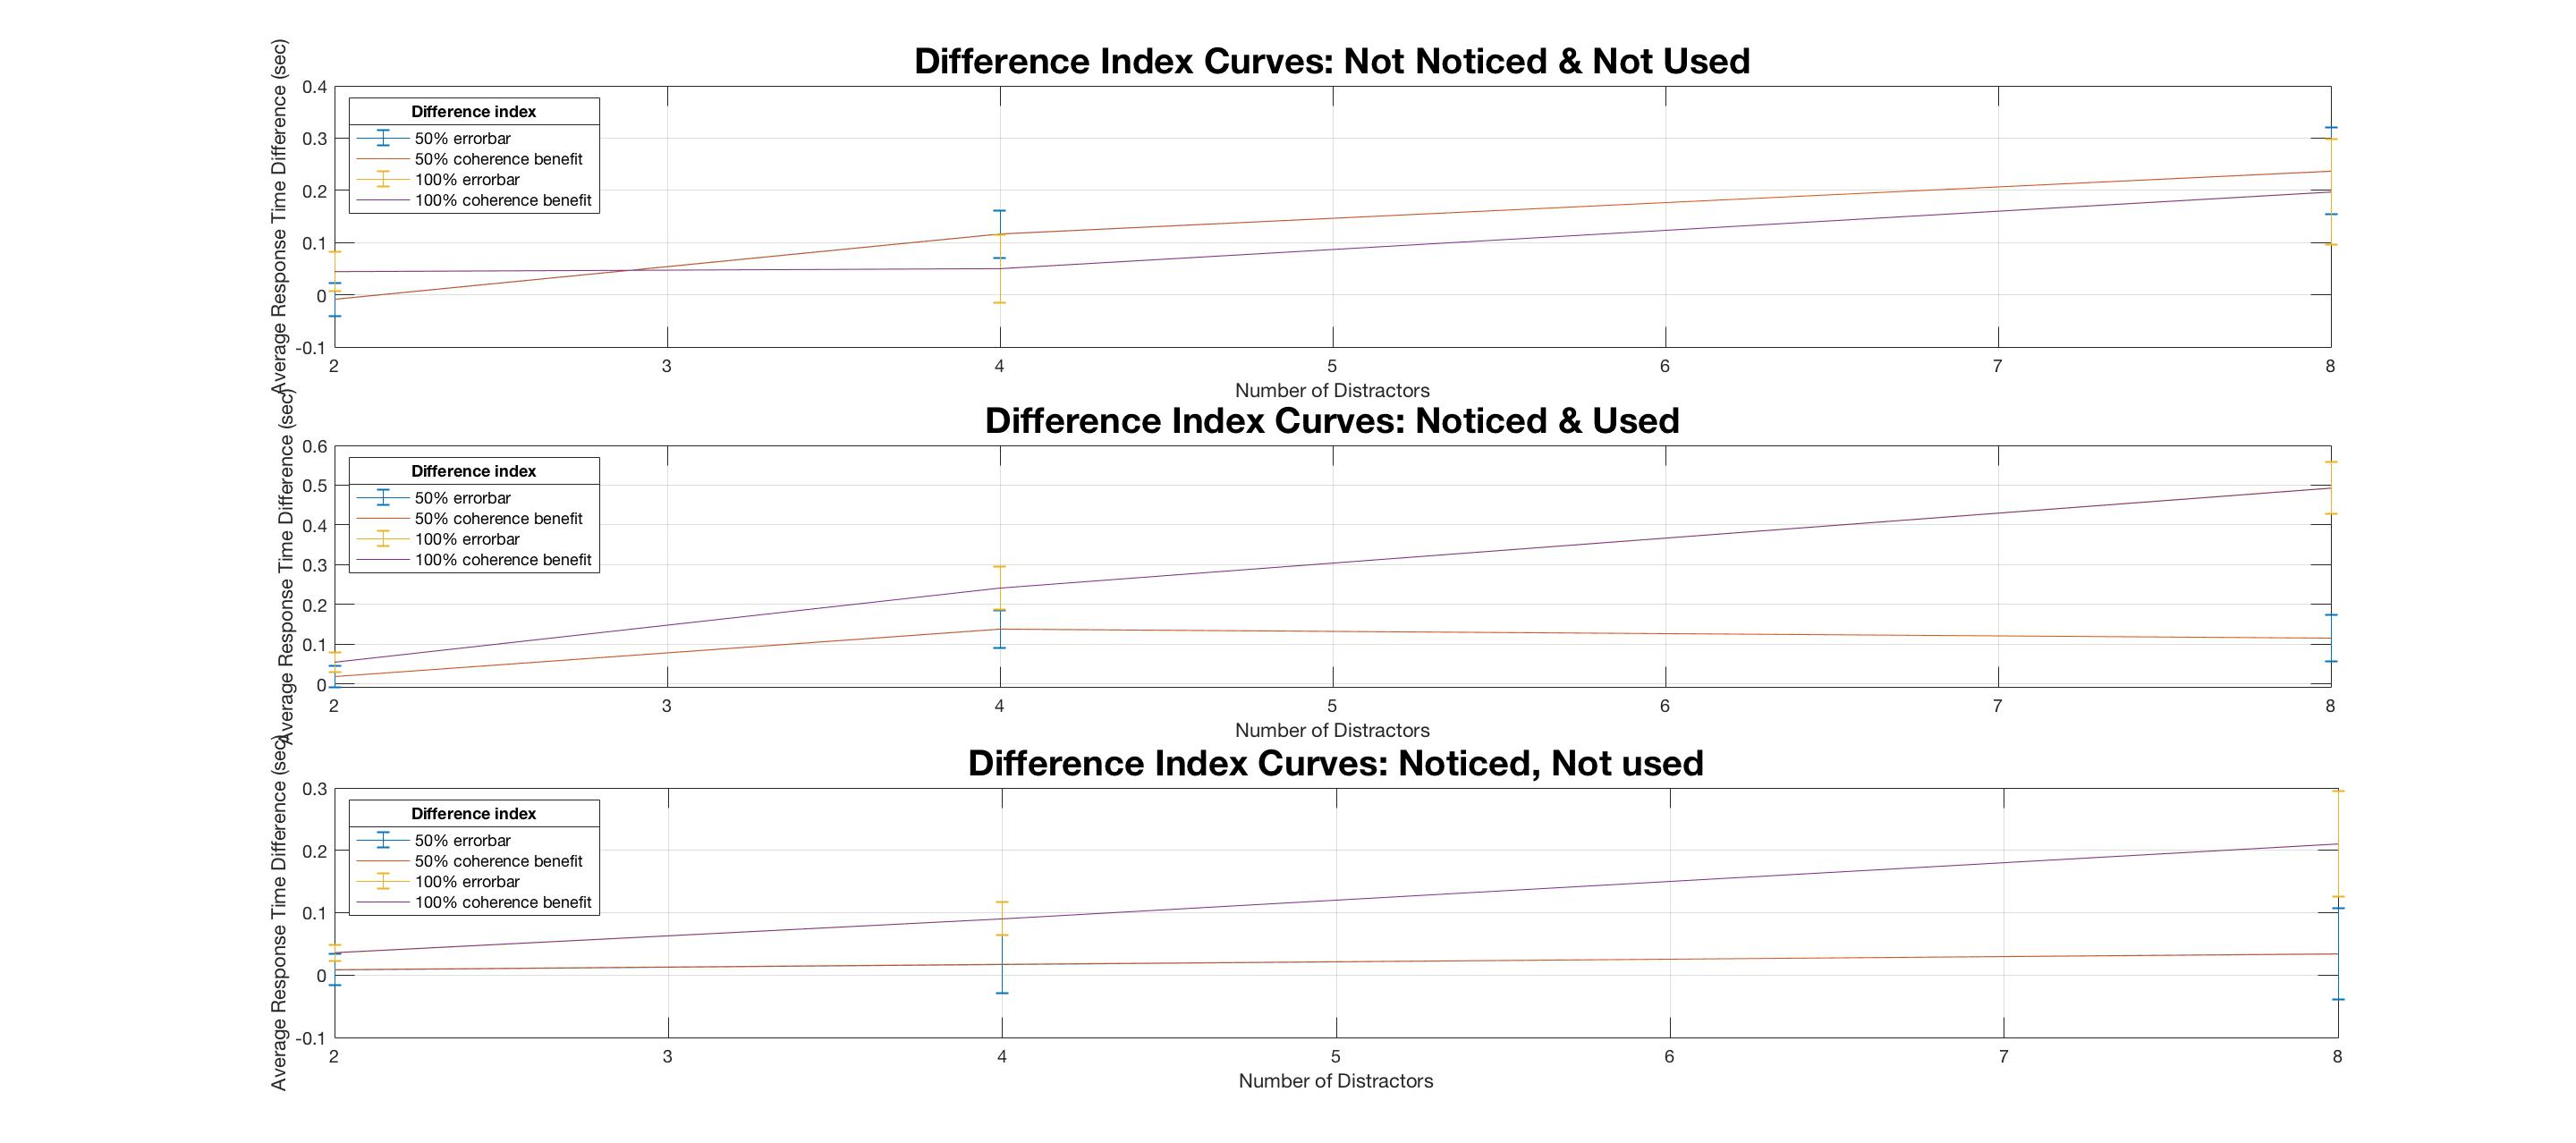 Difference Index Curves: Not Noticed & Not Used
Average Response Time Difference (sec)
0.4
0.3
0.2
0.1
0
-0.1
Difference index
50% errorbar
50% coherence benefit
100% errorbar
100% coherence benefit
2 3 4 5 6 7 8
Number of Distractors
Difference Index Curves: Noticed & Used
Average Response Time Difference (sec)
0.6
0.5
0.4
0.3
0.2
0.1
0
Difference index
50% errorbar
50% coherence benefit
100% errorbar
100% coherence benefit
2 3 4 5 6 7 8
Number of Distractors
Difference Index Curves: Noticed, Not used
Average Response Time Difference (sec)
0.3
0.2
0.1
0
-0.1
Difference index
50% errorbar
50% coherence benefit
100% errorbar
100% coherence benefit
2 3 4 5 6 7 8
Number of Distractors